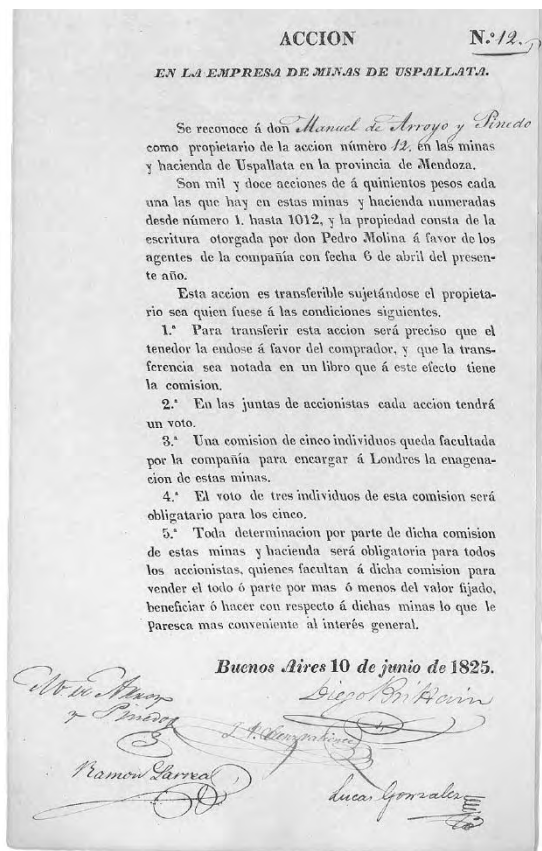 ACCION N.º 12.
EN LA EMPRESA DE MINAS DE USPALLATA.
Se reconoce á don Manuel de Arroyo y Pinedo
como propietario de la accion número 12, en las minas
y hacienda de Uspallata en la provincia de Mendoza.
Son mil y doce acciones de á quinientos pesos cada
una las que hay en estas minas y hacienda numeradas
desde número 1. hasta 1012, y la propiedad consta de la
escritura otorgada por don Pedro Molina á favor de los
agentes de la compañía con fecha 6 de abril del presen-
te año.
Esta accion es transferible sujetándose el propieta-
rio sea quien fuese á las condiciones siguientes.
1.ª Para transferir esta accion será preciso que el
tenedor la endose á favor del comprador, y que la trans-
ferencia sea notada en un libro que á este efecto tiene
la comision.
2.ª En las juntas de accionistas cada accion tendrá
un voto.
3.ª Una comision de cinco individuos queda facultada
por la compañía para encargar á Londres la enagena-
cion de estas minas.
4.ª El voto de tres individuos de esta comision será
obligatario para los cinco.
5.ª Toda determinacion por parte de dicha comision
de estas minas y hacienda será obligatoria para todos
los accionistas, quienes facultan á dicha comision para
vender el todo ó parte por mas ó menos del valor fijado,
beneficiar ó hacer con respecto á dichas minas lo que le
Paresca mas conveniente al interés general.
Buenos Aires 10 de junio de 1825.
M. de Arroy
y Pinedo
Diego Brittain
Ramon Larrea
Lucas Gonzalez